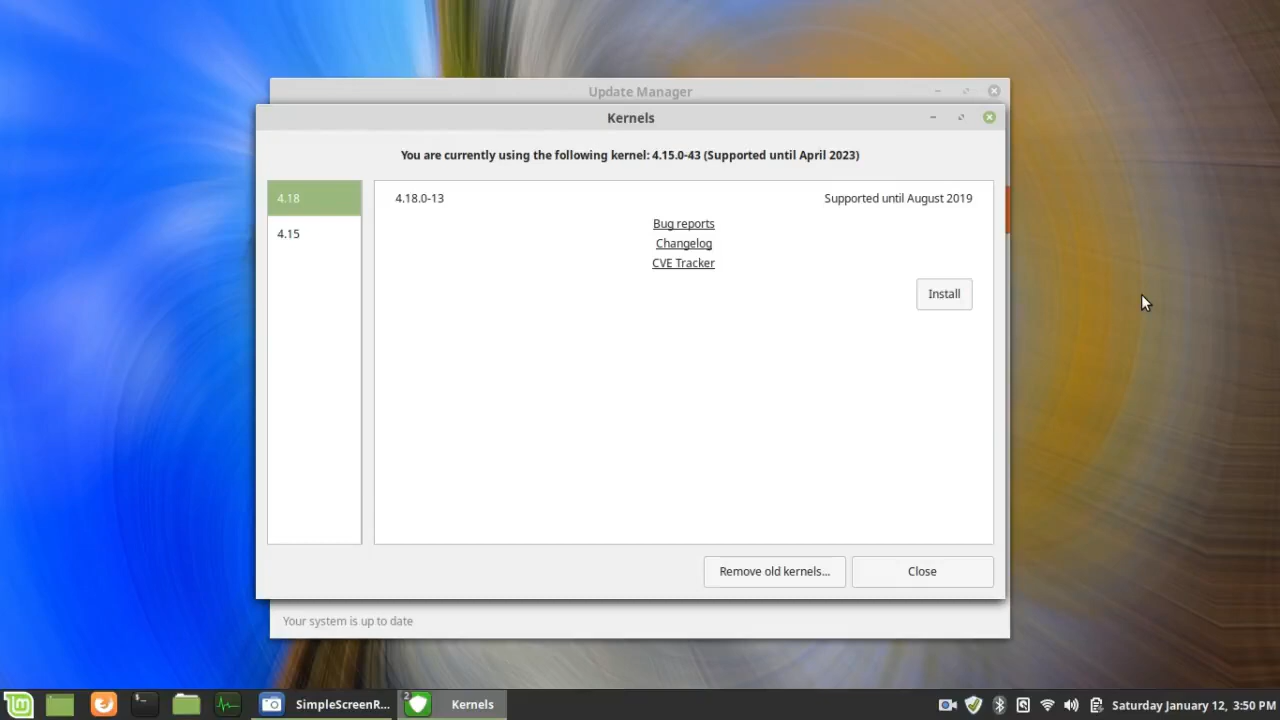 Update Manager
Kernels
You are currently using the following kernel: 4.15.0-43 (Supported until April 2023)
4.18
4.18.0-13
Supported until August 2019
4.15
Bug reports
Changelog
CVE Tracker
Install
Remove old kernels...
Close
Your system is up to date
SimpleScreenR...
2
Kernels
Saturday January 12, 3:50 PM